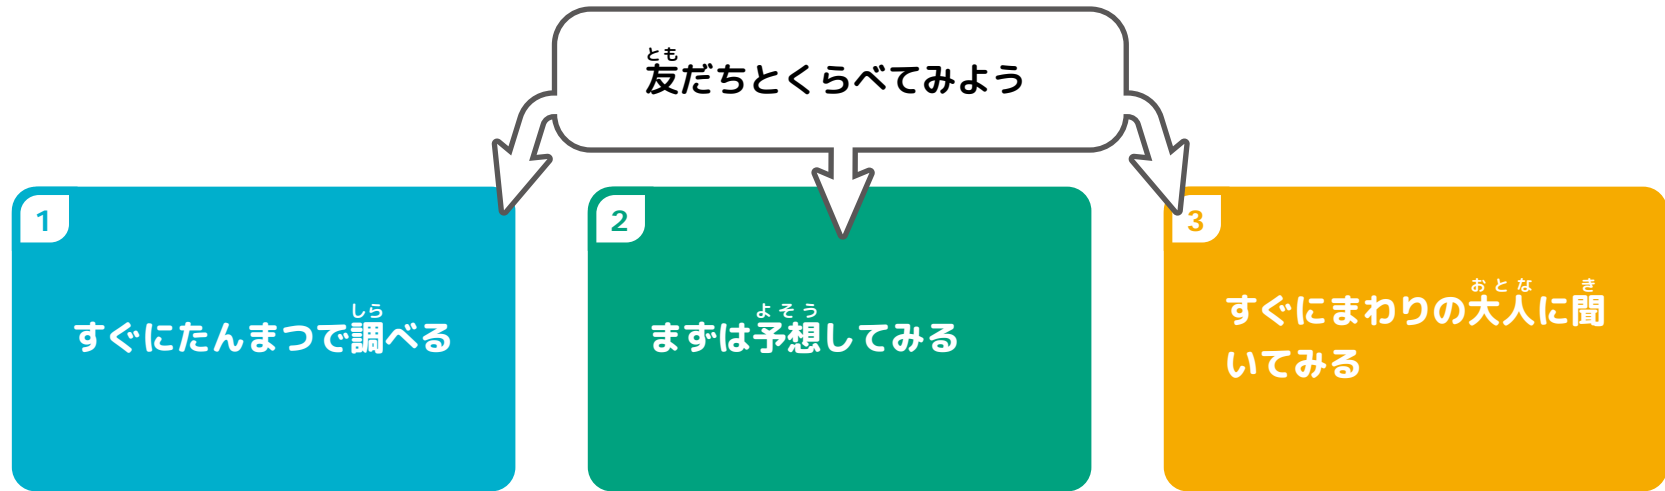 とも
友だちとくらべてみよう
1
しら
すぐにたんまつで調べる
2
よそう
まずは予想してみる
3
おとな き
すぐにまわりの大人に聞
いてみる